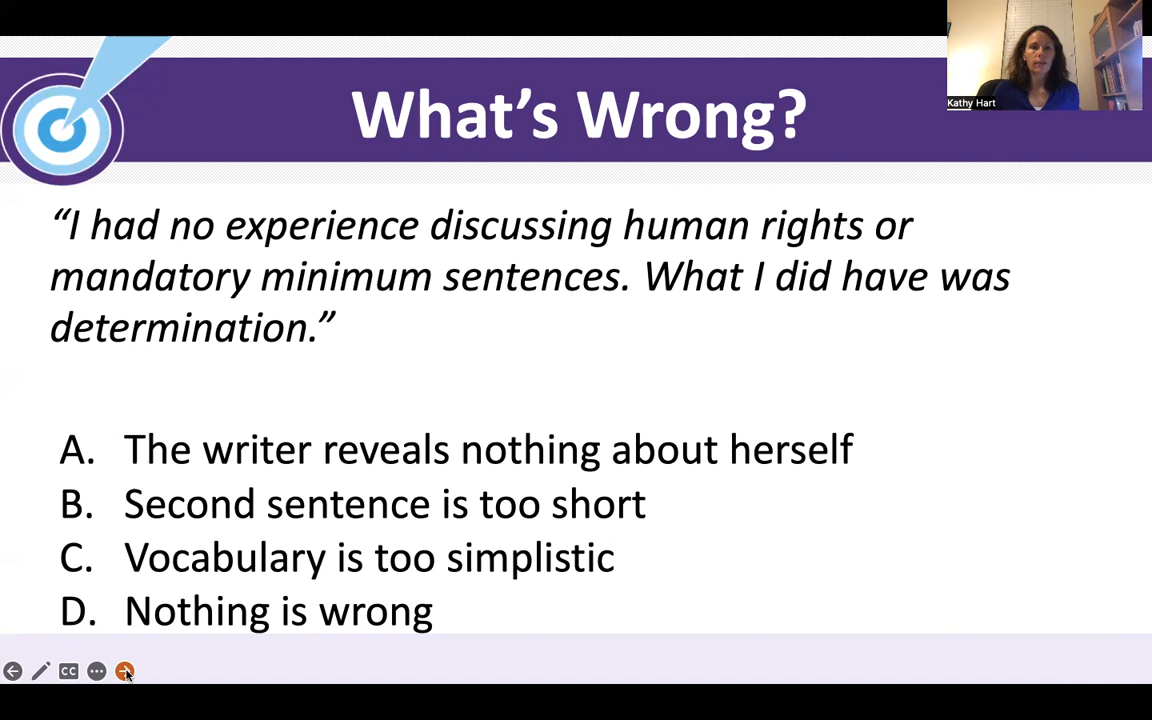 What’s Wrong?
Kathy Hart
“I had no experience discussing human rights or
mandatory minimum sentences. What I did have was
determination.”
A. The writer reveals nothing about herself
B. Second sentence is too short
C. Vocabulary is too simplistic
D. Nothing is wrong
CC